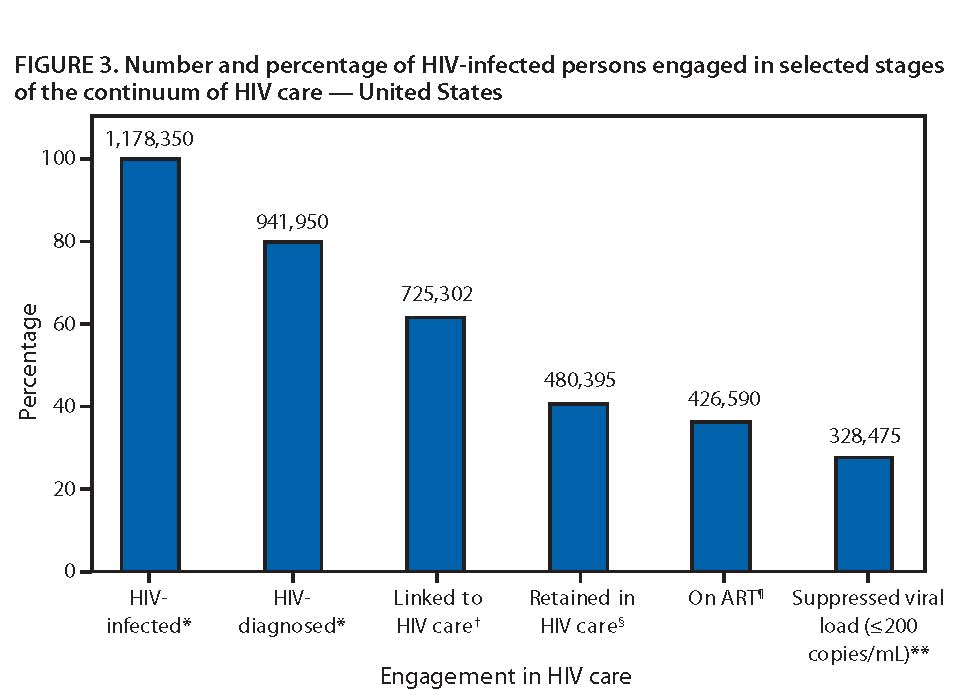 FIGURE 3. Number and percentage of HIV-infected persons engaged in selected stages
of the continuum of HIV care — United States
1,178,350
100
941,950
80
725,302
60
480,395
426,590
40
328,475
20
0
Percentage
HIV-
infected*
HIV-
diagnosed*
Linked to
HIV care†
Retained in
HIV care§
On ART¶
Suppressed viral
load (≤200
copies/mL)**
Engagement in HIV care